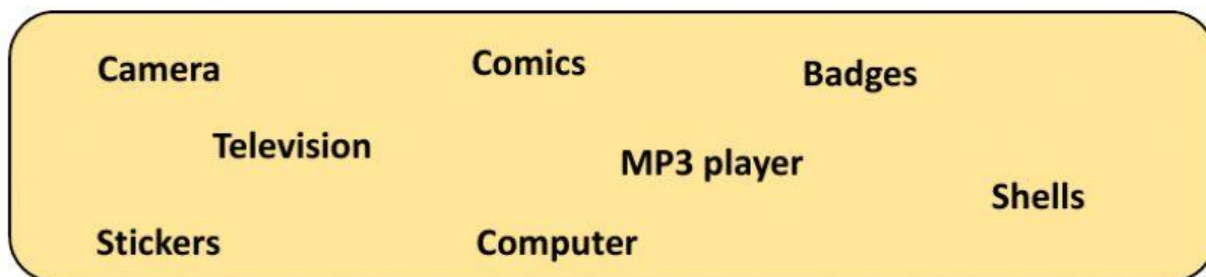 Camera
Comics
Badges
Television
MP3 player
Shells
Stickers
Computer